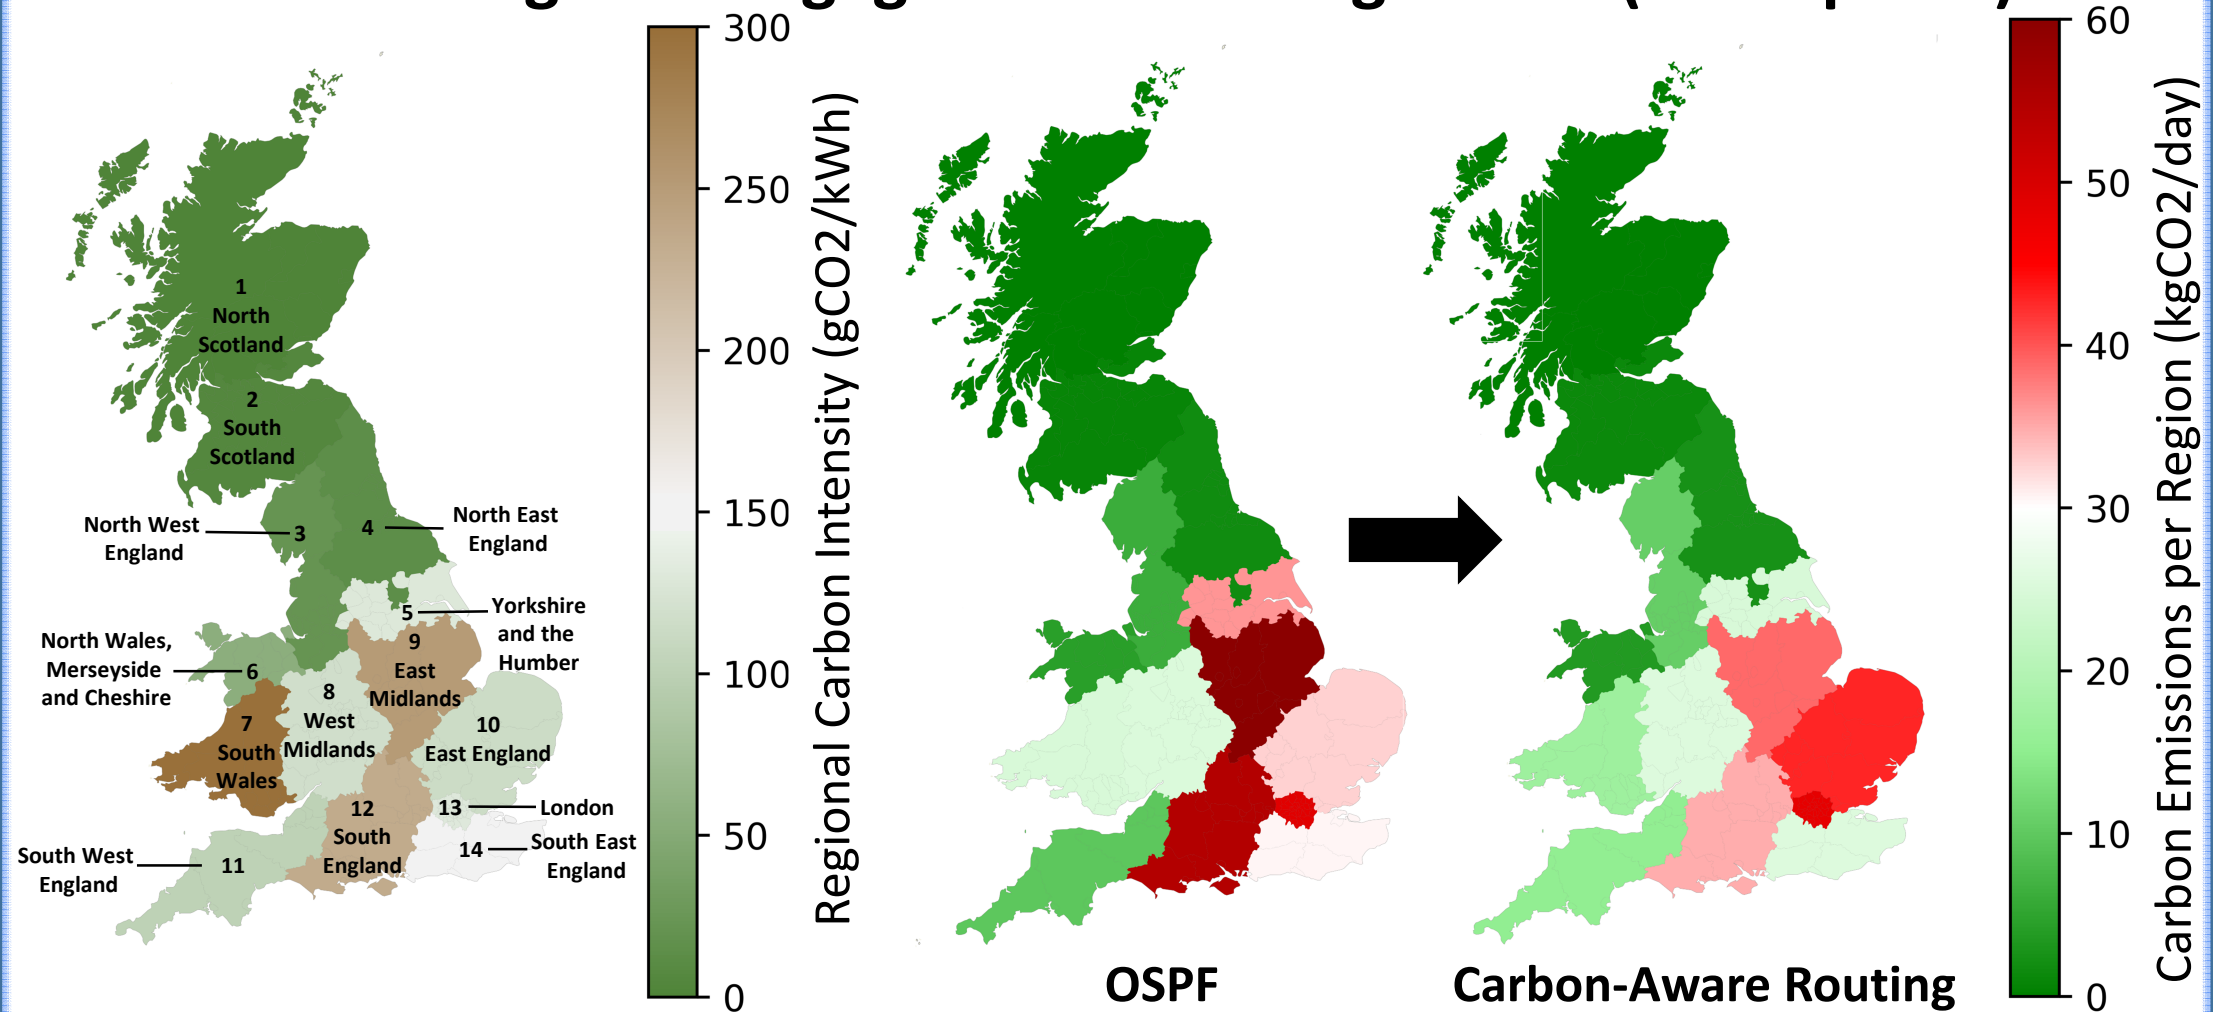 300
250
200
150
100
50
0
Regional Carbon Intensity (gCO2/kWh)
1
North
Scotland
2
South
Scotland
North West
England
3
4
North East
England
5
Yorkshire
and the
Humber
North Wales,
Merseyside
and Cheshire
6
9
East
Midlands
8
West
Midlands
7
South
Wales
10
East England
12
South
England
13
London
South West
England
11
14
South East
England
OSPF
Carbon-Aware Routing
60
50
40
30
20
10
0
Carbon Emissions per Region (kgCO2/day)